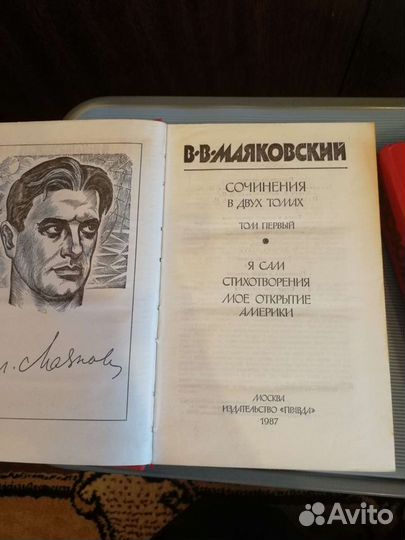 В·В·МАЯКОВСКИЙ
СОЧИНЕНИЯ
В ДВУХ ТОМАХ
ТОМ ПЕРВЫЙ
Я САМ
СТИХОТВОРЕНИЯ
МОЕ ОТКРЫТИЕ
АМЕРИКИ
МОСКВА
ИЗДАТЕЛЬСТВО «ПРАВДА»
1987
Avito